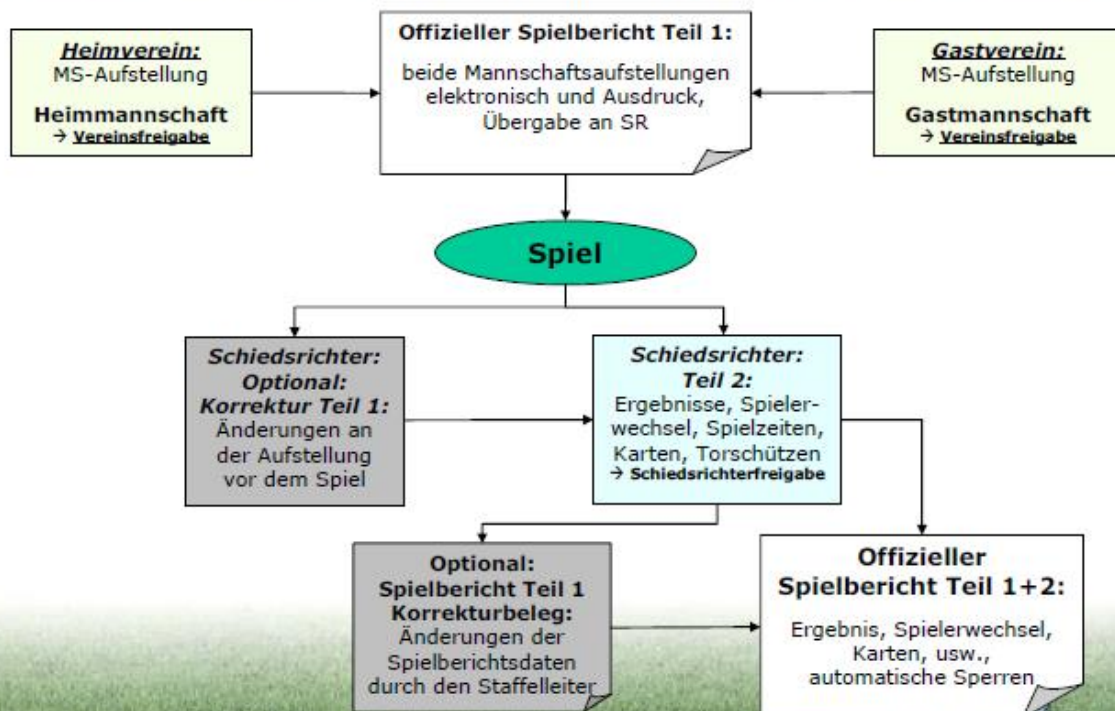 Heimverein:
MS-Aufstellung
Heimmannschaft
→ Vereinsfreigabe
Offizieller Spielbericht Teil 1:
beide Mannschaftsaufstellungen
elektronisch und Ausdruck,
Übergabe an SR
Gastverein:
MS-Aufstellung
Gastmannschaft
→ Vereinsfreigabe
Spiel
Schiedsrichter:
Optional:
Korrektur Teil 1:
Änderungen an
der Aufstellung
vor dem Spiel
Schiedsrichter:
Teil 2:
Ergebnisse, Spieler-
wechsel, Spielzeiten,
Karten, Torschützen
→ Schiedsrichterfreigabe
Optional:
Spielbericht Teil 1
Korrekturbeleg:
Änderungen der
Spielberichtsdaten
durch den Staffelleiter
Offizieller
Spielbericht Teil 1+2:
Ergebnis, Spielerwechsel,
Karten, usw.,
automatische Sperren